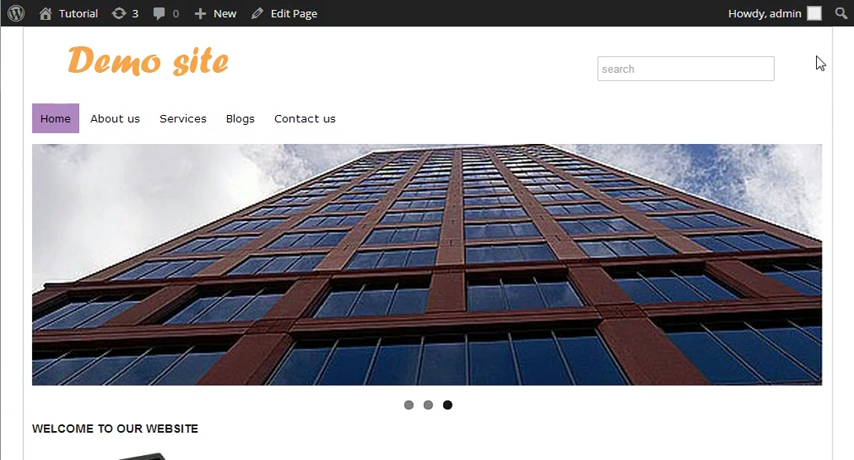 Tutorial 3 0 New Edit Page Howdy, admin
Demo site
search
Home About us Services Blogs Contact us
WELCOME TO OUR WEBSITE